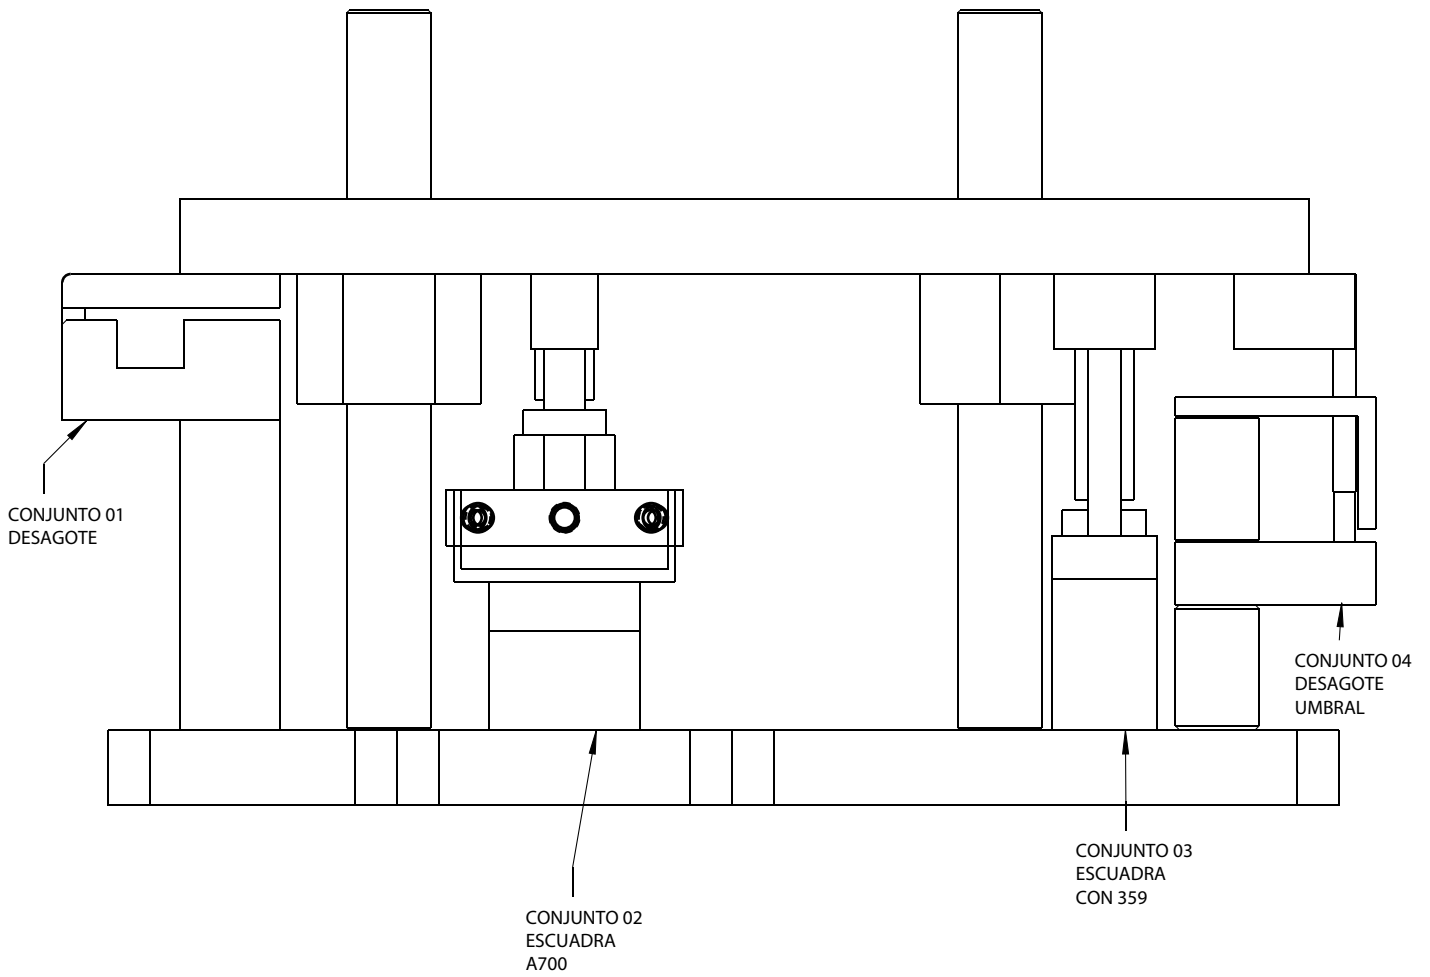 CONJUNTO 01
DESAGOTE
CONJUNTO 04
DESAGOTE
UMBRAL
CONJUNTO 03
ESCUADRA
CON 359
CONJUNTO 02
ESCUADRA
A700